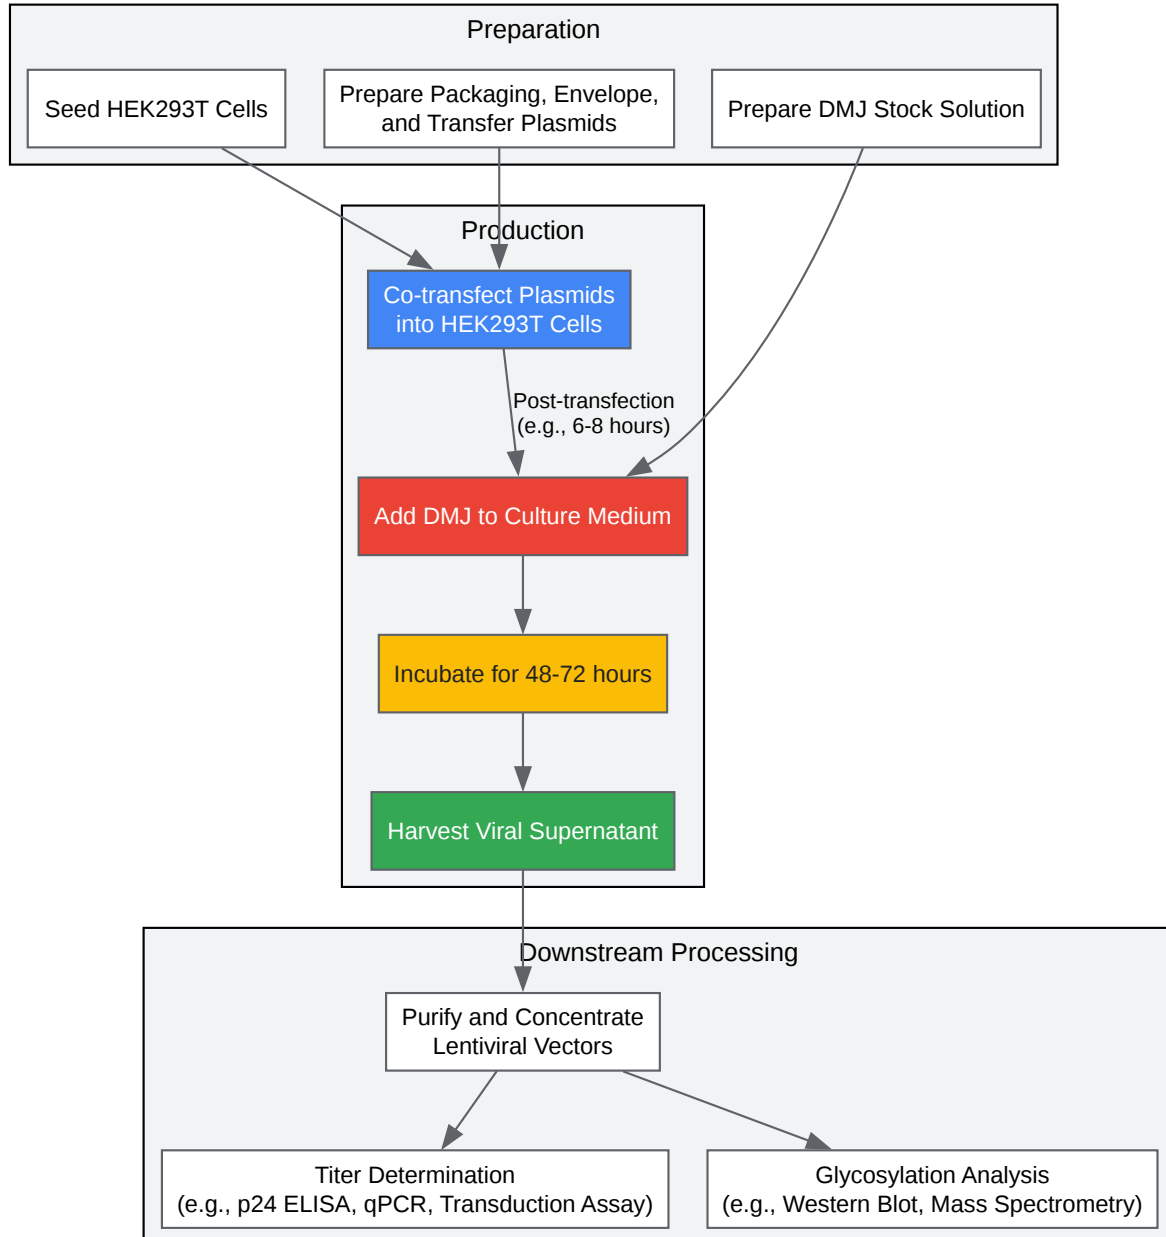 Preparation
Seed HEK293T Cells
Prepare Packaging, Envelope,
and Transfer Plasmids
Prepare DMJ Stock Solution
Production
Co-transfect Plasmids
into HEK293T Cells
Post-transfection
(e.g., 6-8 hours)
Add DMJ to Culture Medium
Incubate for 48-72 hours
Harvest Viral Supernatant
Downstream Processing
Purify and Concentrate
Lentiviral Vectors
Titer Determination
(e.g., p24 ELISA, qPCR, Transduction Assay)
Glycosylation Analysis
(e.g., Western Blot, Mass Spectrometry)